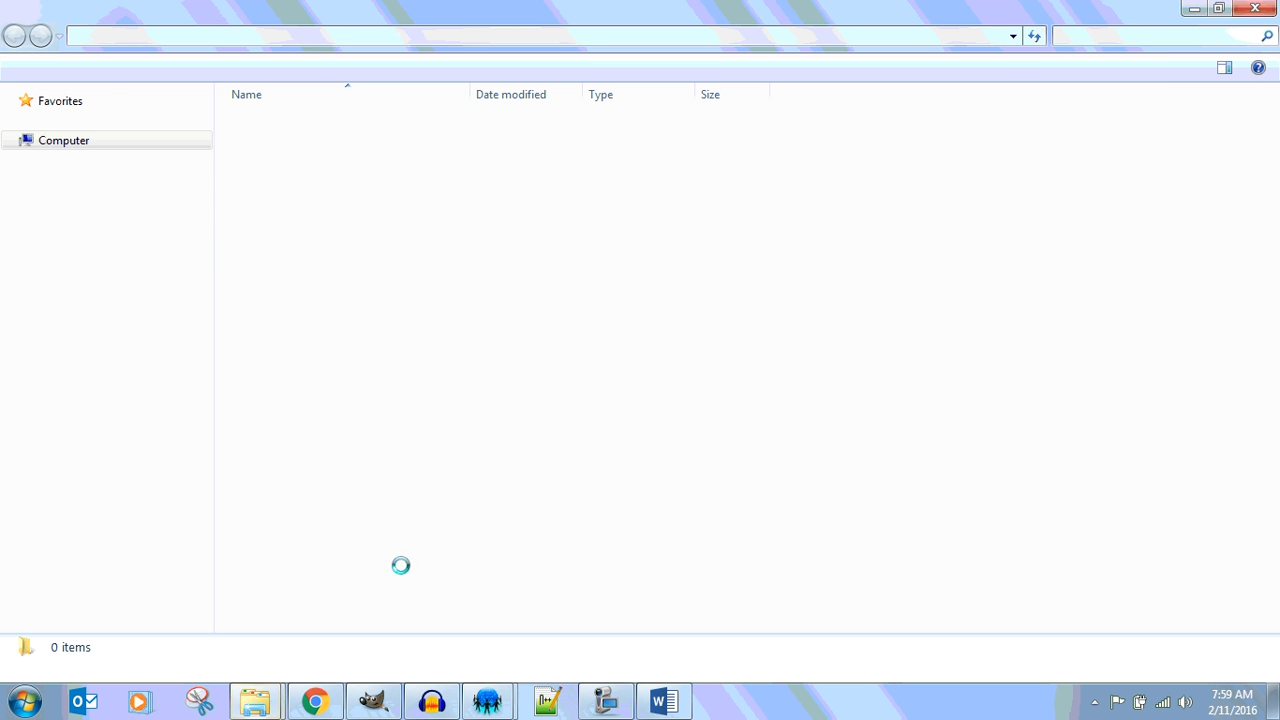 Name
Date modified
Type
Size
Favorites
Computer
0 items
7:59 AM
2/11/2016